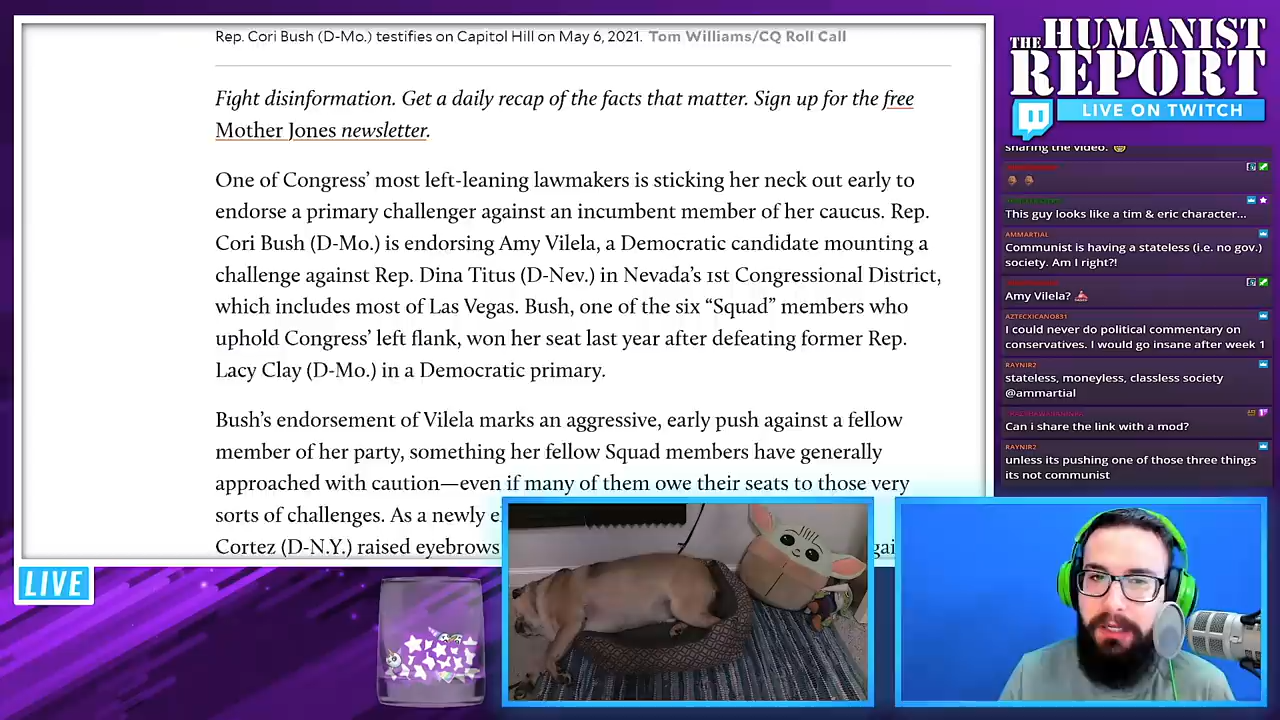 Rep. Cori Bush (D-Mo.) testifies on Capitol Hill on May 6, 2021. Tom Williams/CQ Roll Call
Fight disinformation. Get a daily recap of the facts that matter. Sign up for the free
Mother Jones newsletter.
One of Congress’ most left-leaning lawmakers is sticking her neck out early to
endorse a primary challenger against an incumbent member of her caucus. Rep.
Cori Bush (D-Mo.) is endorsing Amy Vilela, a Democratic candidate mounting a
challenge against Rep. Dina Titus (D-Nev.) in Nevada’s 1st Congressional District,
which includes most of Las Vegas. Bush, one of the six “Squad” members who
uphold Congress’ left flank, won her seat last year after defeating former Rep.
Lacy Clay (D-Mo.) in a Democratic primary.
Bush’s endorsement of Vilela marks an aggressive, early push against a fellow
member of her party, something her fellow Squad members have generally
approached with caution—even if many of them owe their seats to those very
sorts of challenges. As a newly
Cortez (D-N.Y.) raised eyebrows
LIVE
THE HUMANIST
REPORT
LIVE ON TWITCH
sharing the video.
This guy looks like a tim & eric character...
AMMARTIAL
Communist is having a stateless (i.e. no gov.)
society. Am I right?!
Amy Vilela?
AZTECXICANO831
I could never do political commentary on
conservatives. I would go insane after week 1
RAYNIR2
stateless, moneyless, classless society
@ammartial
Can i share the link with a mod?
RAYNIR2
unless its pushing one of those three things
its not communist